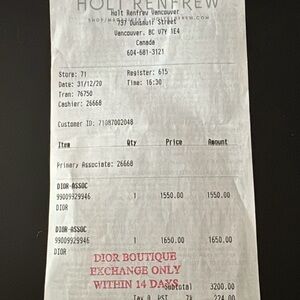 HOLT RENFREW
Holt Renfrew Vancouver
737 Dunsmuir Street
Vancouver, BC V7Y 1E4
Canada
604-681-3121
Store: 71 Register: 615
Date: 31/12/20 Time: 16:30
Tran: 76750
Cashier: 26668
Customer ID: 71087002048
Item Qty Price Amount
Primary Associate: 26668
DIOR-ASSOC
99009929946 1 1550.00 1550.00
DIOR
DIOR-ASSOC
99009929946 1 1650.00 1650.00
DIOR
DIOR BOUTIQUE
EXCHANGE ONLY
WITHIN 14 DAYS
Subtotal 3200.00
Tax 7% 224.00